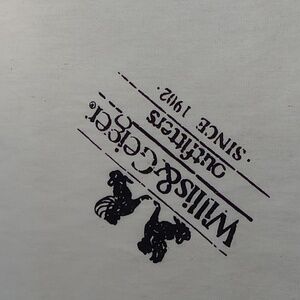 Willis & Geiger®
Outfitters
· SINCE 1902 ·